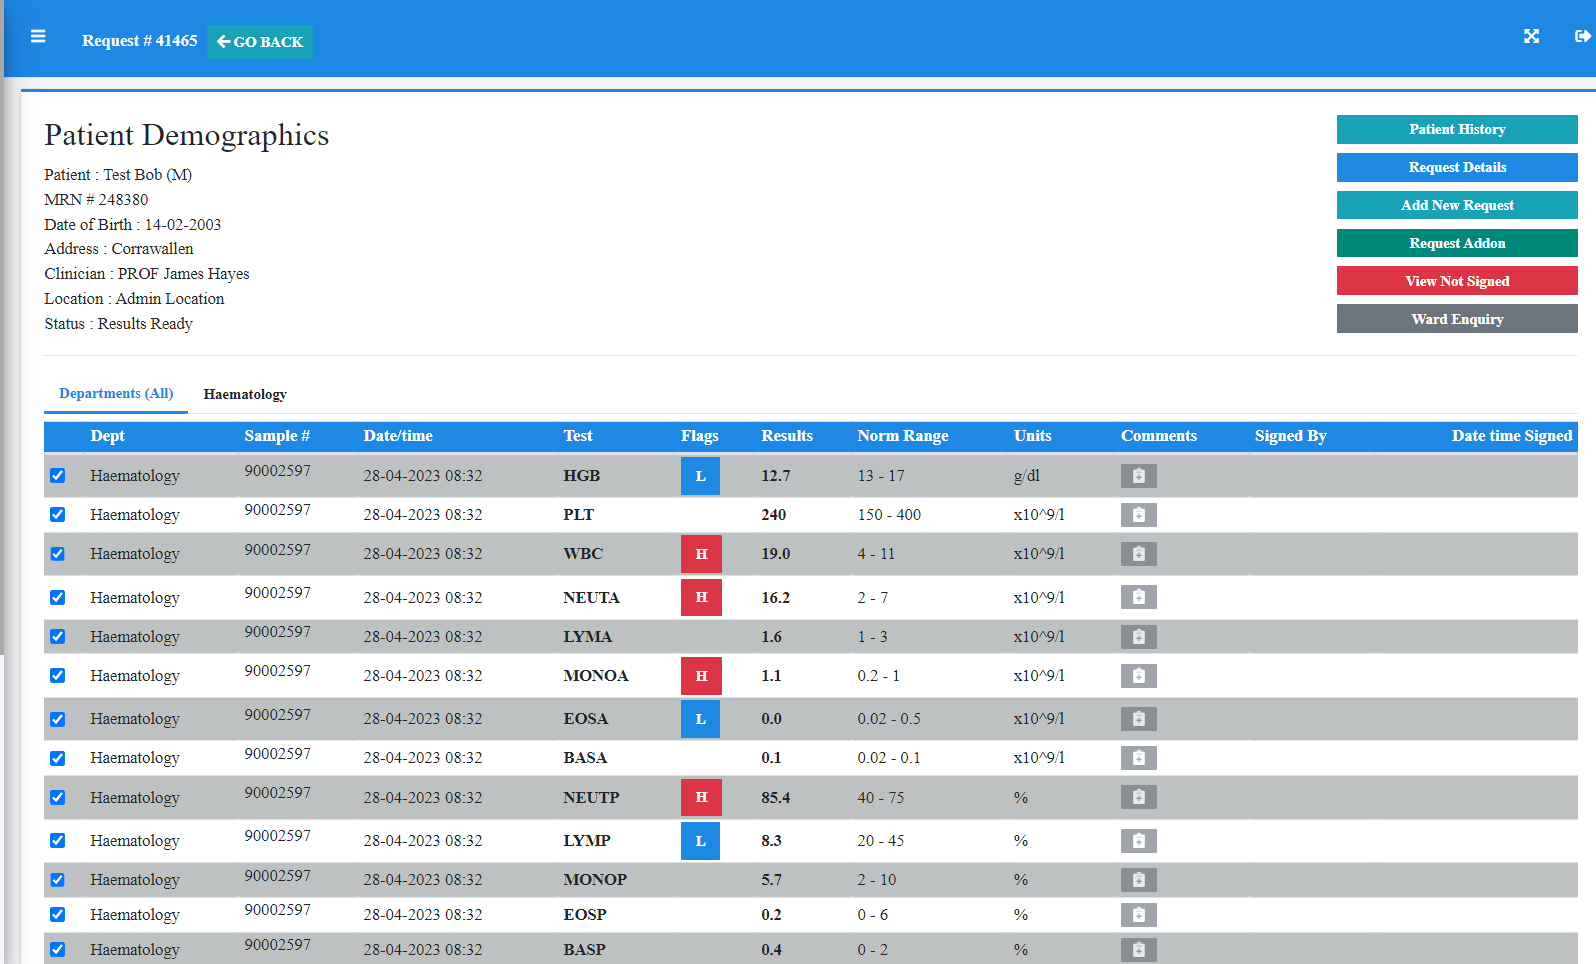 Request # 41465 GO BACK
Patient Demographics
Patient : Test Bob (M)
MRN # 248380
Date of Birth : 14-02-2003
Address : Corrawallen
Clinician : PROF James Hayes
Location : Admin Location
Status : Results Ready
Patient History
Request Details
Add New Request
Request Addon
View Not Signed
Ward Enquiry
Departments (All) Haematology
Dept Sample # Date/time Test Flags Results Norm Range Units Comments Signed By Date time Signed
Haematology 90002597 28-04-2023 08:32 HGB L 12.7 13 - 17 g/dl
Haematology 90002597 28-04-2023 08:32 PLT 240 150 - 400 x10^9/l
Haematology 90002597 28-04-2023 08:32 WBC H 19.0 4 - 11 x10^9/l
Haematology 90002597 28-04-2023 08:32 NEUTA H 16.2 2 - 7 x10^9/l
Haematology 90002597 28-04-2023 08:32 LYMA 1.6 1 - 3 x10^9/l
Haematology 90002597 28-04-2023 08:32 MONOA H 1.1 0.2 - 1 x10^9/l
Haematology 90002597 28-04-2023 08:32 EOSA L 0.0 0.02 - 0.5 x10^9/l
Haematology 90002597 28-04-2023 08:32 BASA 0.1 0.02 - 0.1 x10^9/l
Haematology 90002597 28-04-2023 08:32 NEUTP H 85.4 40 - 75 %
Haematology 90002597 28-04-2023 08:32 LYMP L 8.3 20 - 45 %
Haematology 90002597 28-04-2023 08:32 MONOP 5.7 2 - 10 %
Haematology 90002597 28-04-2023 08:32 EOSP 0.2 0 - 6 %
Haematology 90002597 28-04-2023 08:32 BASP 0.4 0 - 2 %